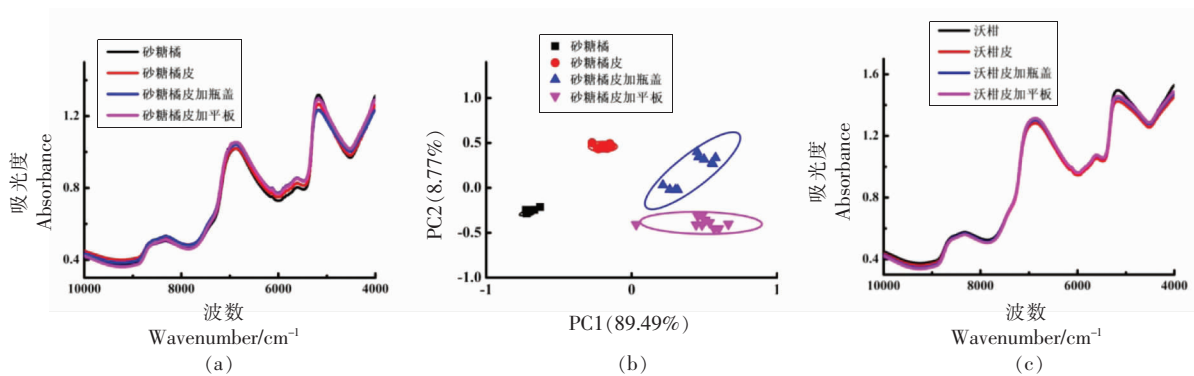 砂糖橘
砂糖橘皮
砂糖橘皮加瓶盖
砂糖橘皮加平板
1.2
0.8
0.4
吸光度
Absorbance
10000 8000 6000 4000
波数
Wavenumber/cm⁻¹
(a)
砂糖橘
砂糖橘皮
砂糖橘皮加瓶盖
砂糖橘皮加平板
1.0
0.5
0.0
-0.5
-1.0
PC2(8.77%)
-1 0 1
PC1(89.49%)
(b)
沃柑
沃柑皮
沃柑皮加瓶盖
沃柑皮加平板
1.6
1.2
0.8
0.4
吸光度
Absorbance
10000 8000 6000 4000
波数
Wavenumber/cm⁻¹
(c)